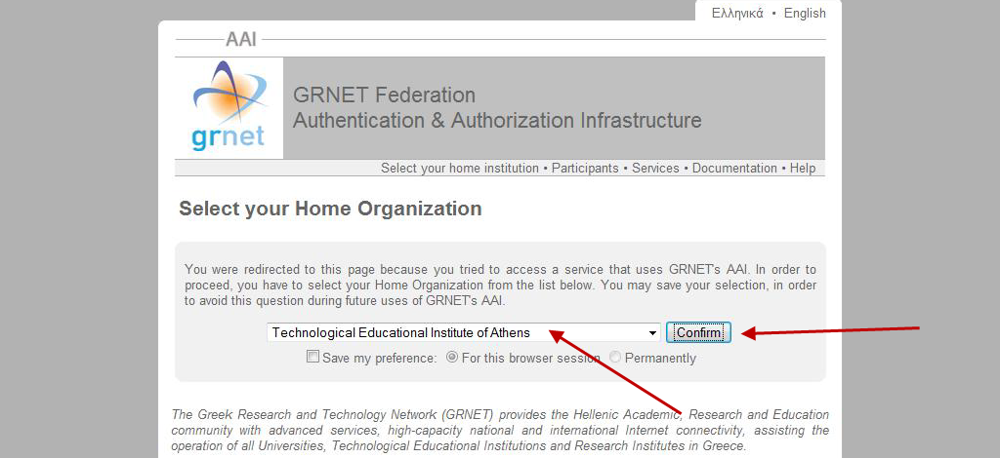 Ελληνικά • English
AAI
GRNET Federation
Authentication & Authorization Infrastructure
grnet
Select your home institution • Participants • Services • Documentation • Help
Select your Home Organization
You were redirected to this page because you tried to access a service that uses GRNET's AAI. In order to
proceed, you have to select your Home Organization from the list below. You may save your selection, in order
to avoid this question during future uses of GRNET's AAI.
Technological Educational Institute of Athens Confirm
Save my preference: For this browser session Permanently
The Greek Research and Technology Network (GRNET) provides the Hellenic Academic, Research and Education
community with advanced services, high-capacity national and international Internet connectivity, assisting the
operation of all Universities, Technological Educational Institutions and Research Institutes in Greece.